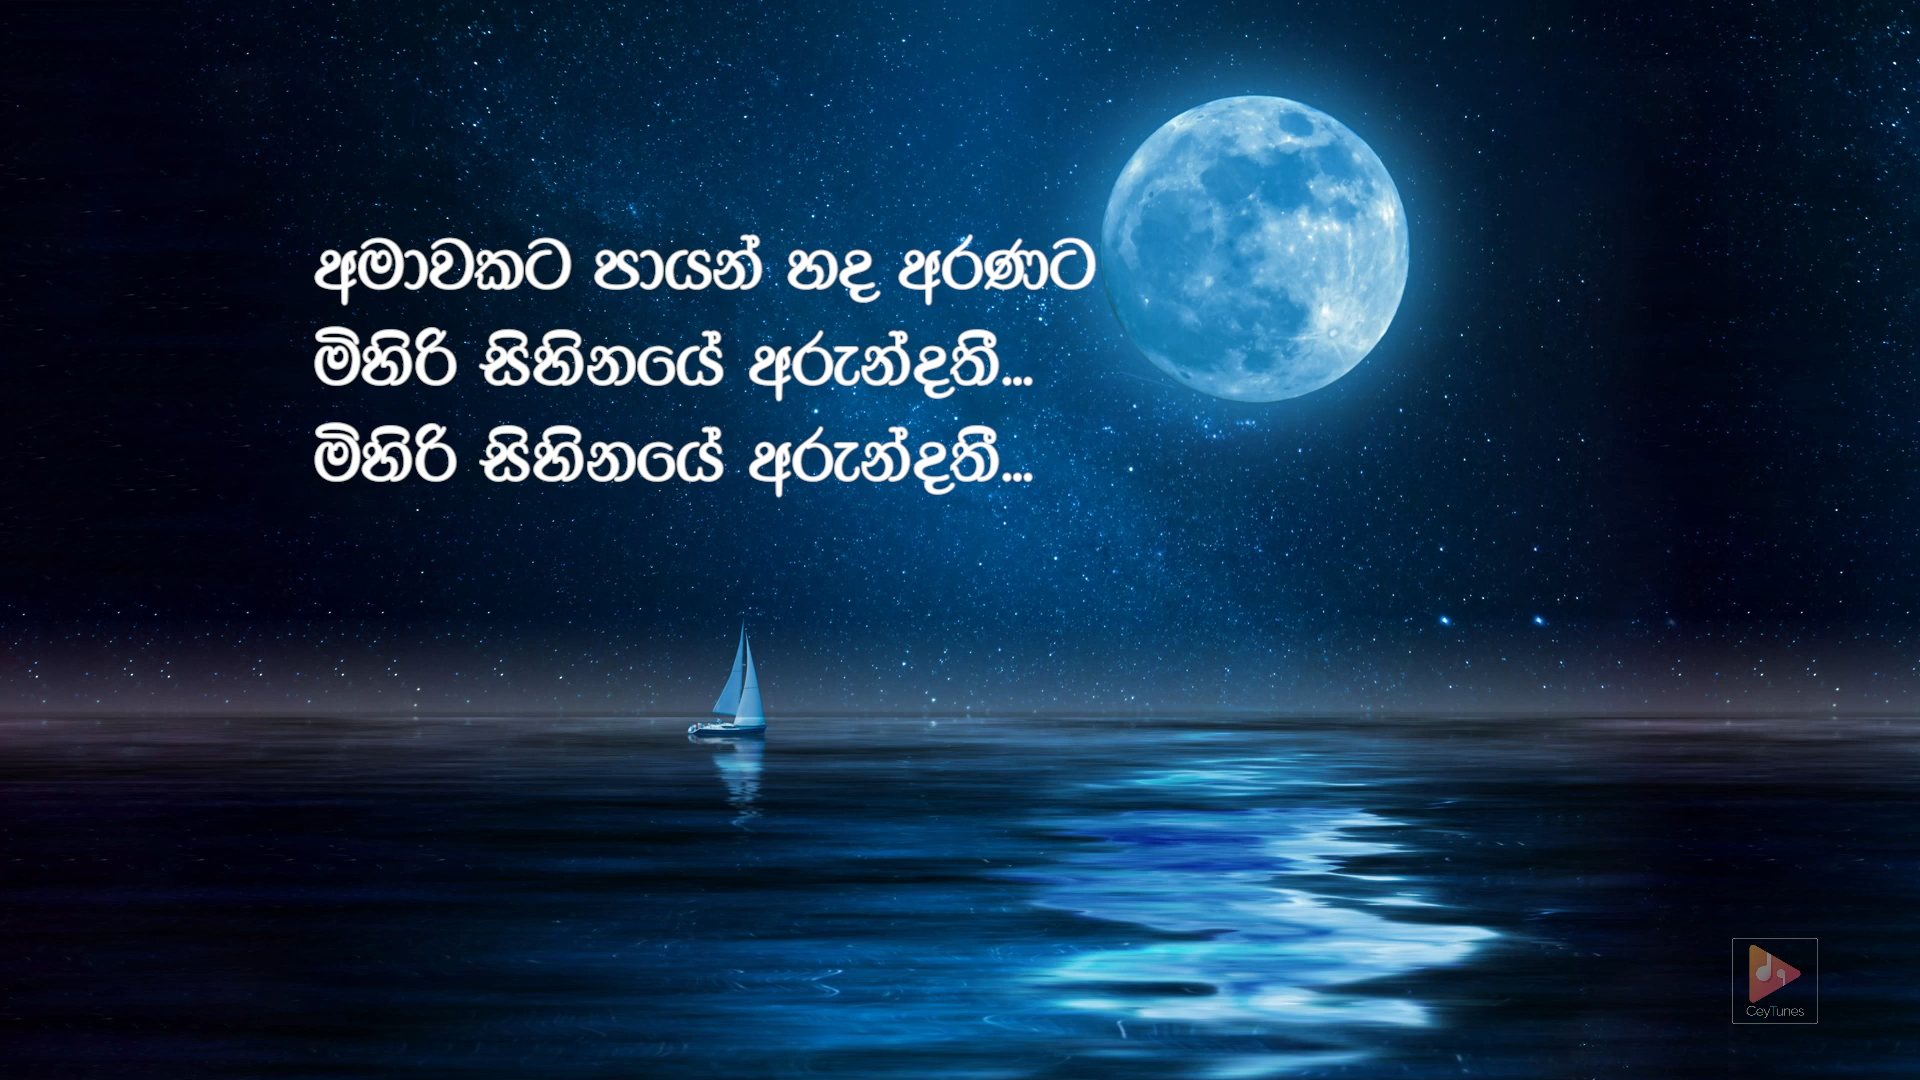 අමාවකට පායන් හද අරණට
මිහිරි සිහිනයේ අරුන්දතී...
මිහිරි සිහිනයේ අරුන්දතී...
CeyTunes